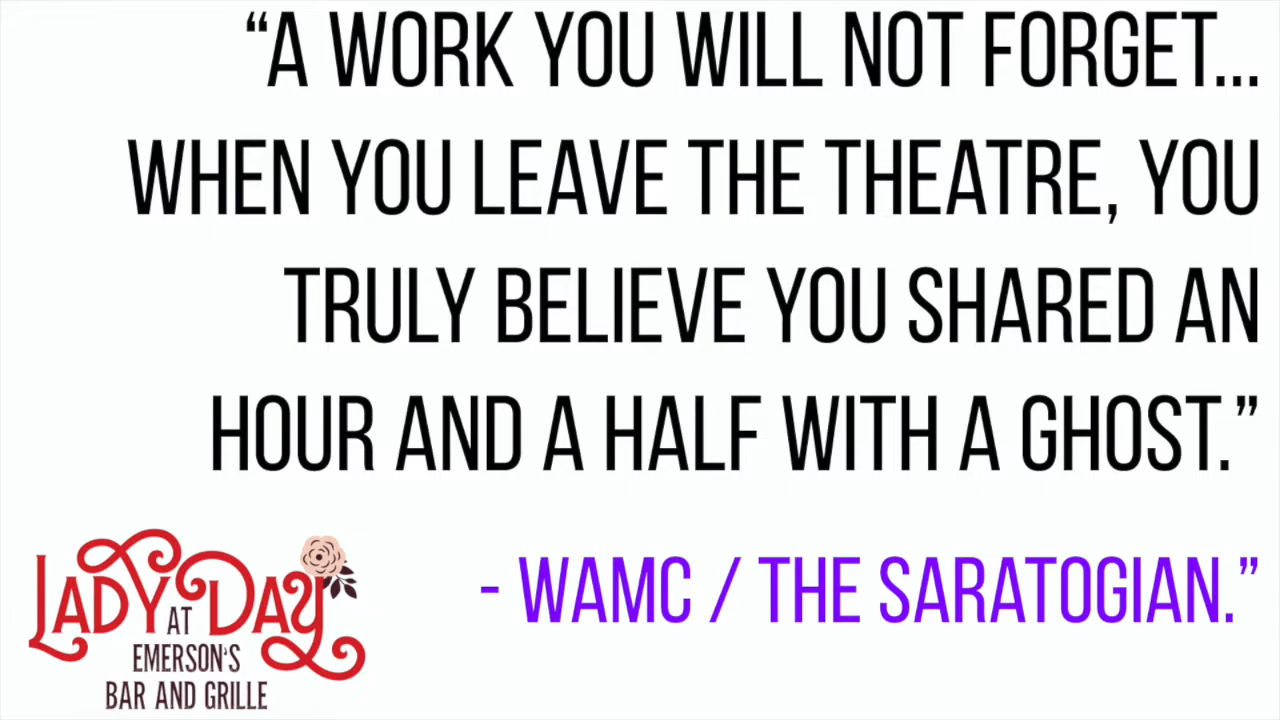 “A WORK YOU WILL NOT FORGET...
WHEN YOU LEAVE THE THEATRE, YOU
TRULY BELIEVE YOU SHARED AN
HOUR AND A HALF WITH A GHOST.”
- WAMC / THE SARATOGIAN.”
LADY DAY
AT
EMERSON'S
BAR AND GRILLE